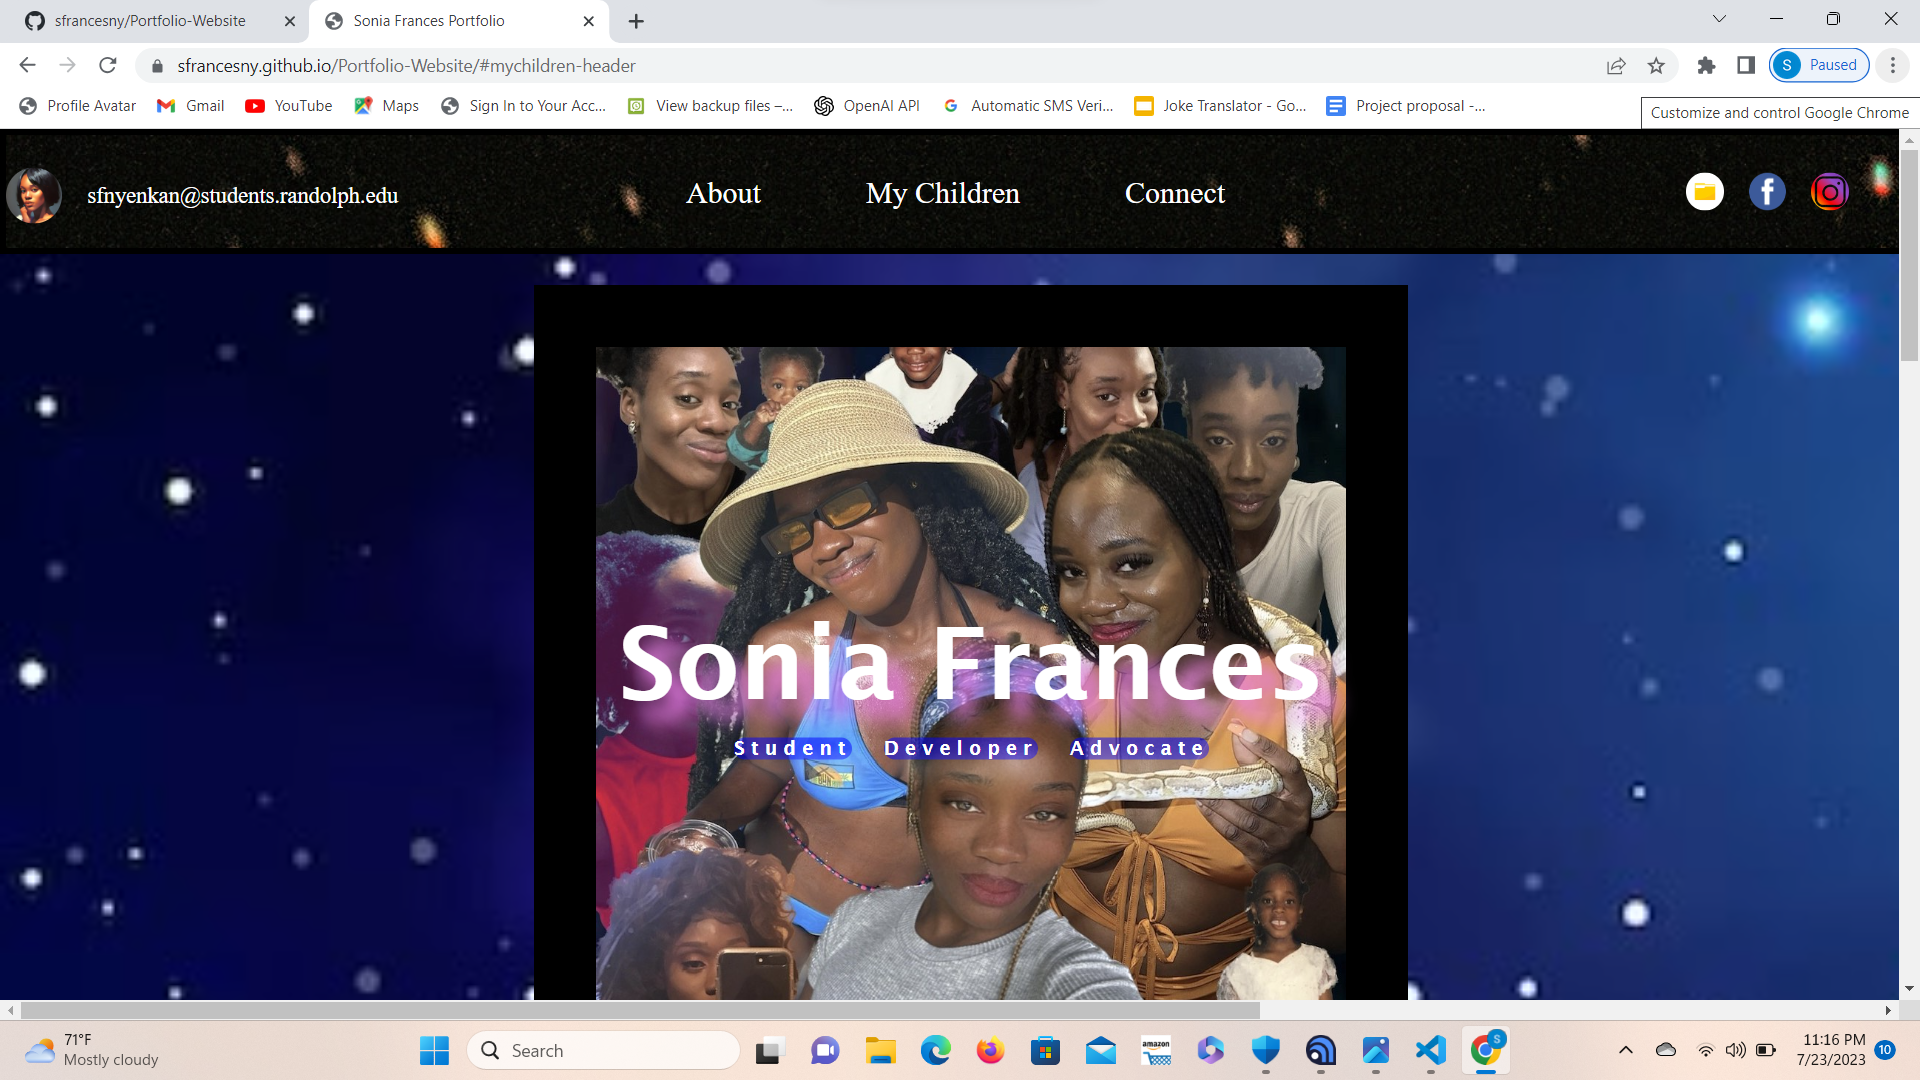 sfrancesny/Portfolio-Website
Sonia Frances Portfolio
sfrancesny.github.io/Portfolio-Website/#mychildren-header
S
Paused
Profile Avatar
Gmail
YouTube
Maps
Sign In to Your Acc...
View backup files –...
OpenAI API
Automatic SMS Veri...
Joke Translator - Go...
Project proposal -...
Customize and control Google Chrome
sfnyenkan@students.randolph.edu
About
My Children
Connect
Sonia Frances
Student Developer Advocate
71°F
Mostly cloudy
Search
amazon
S
11:16 PM
7/23/2023
10